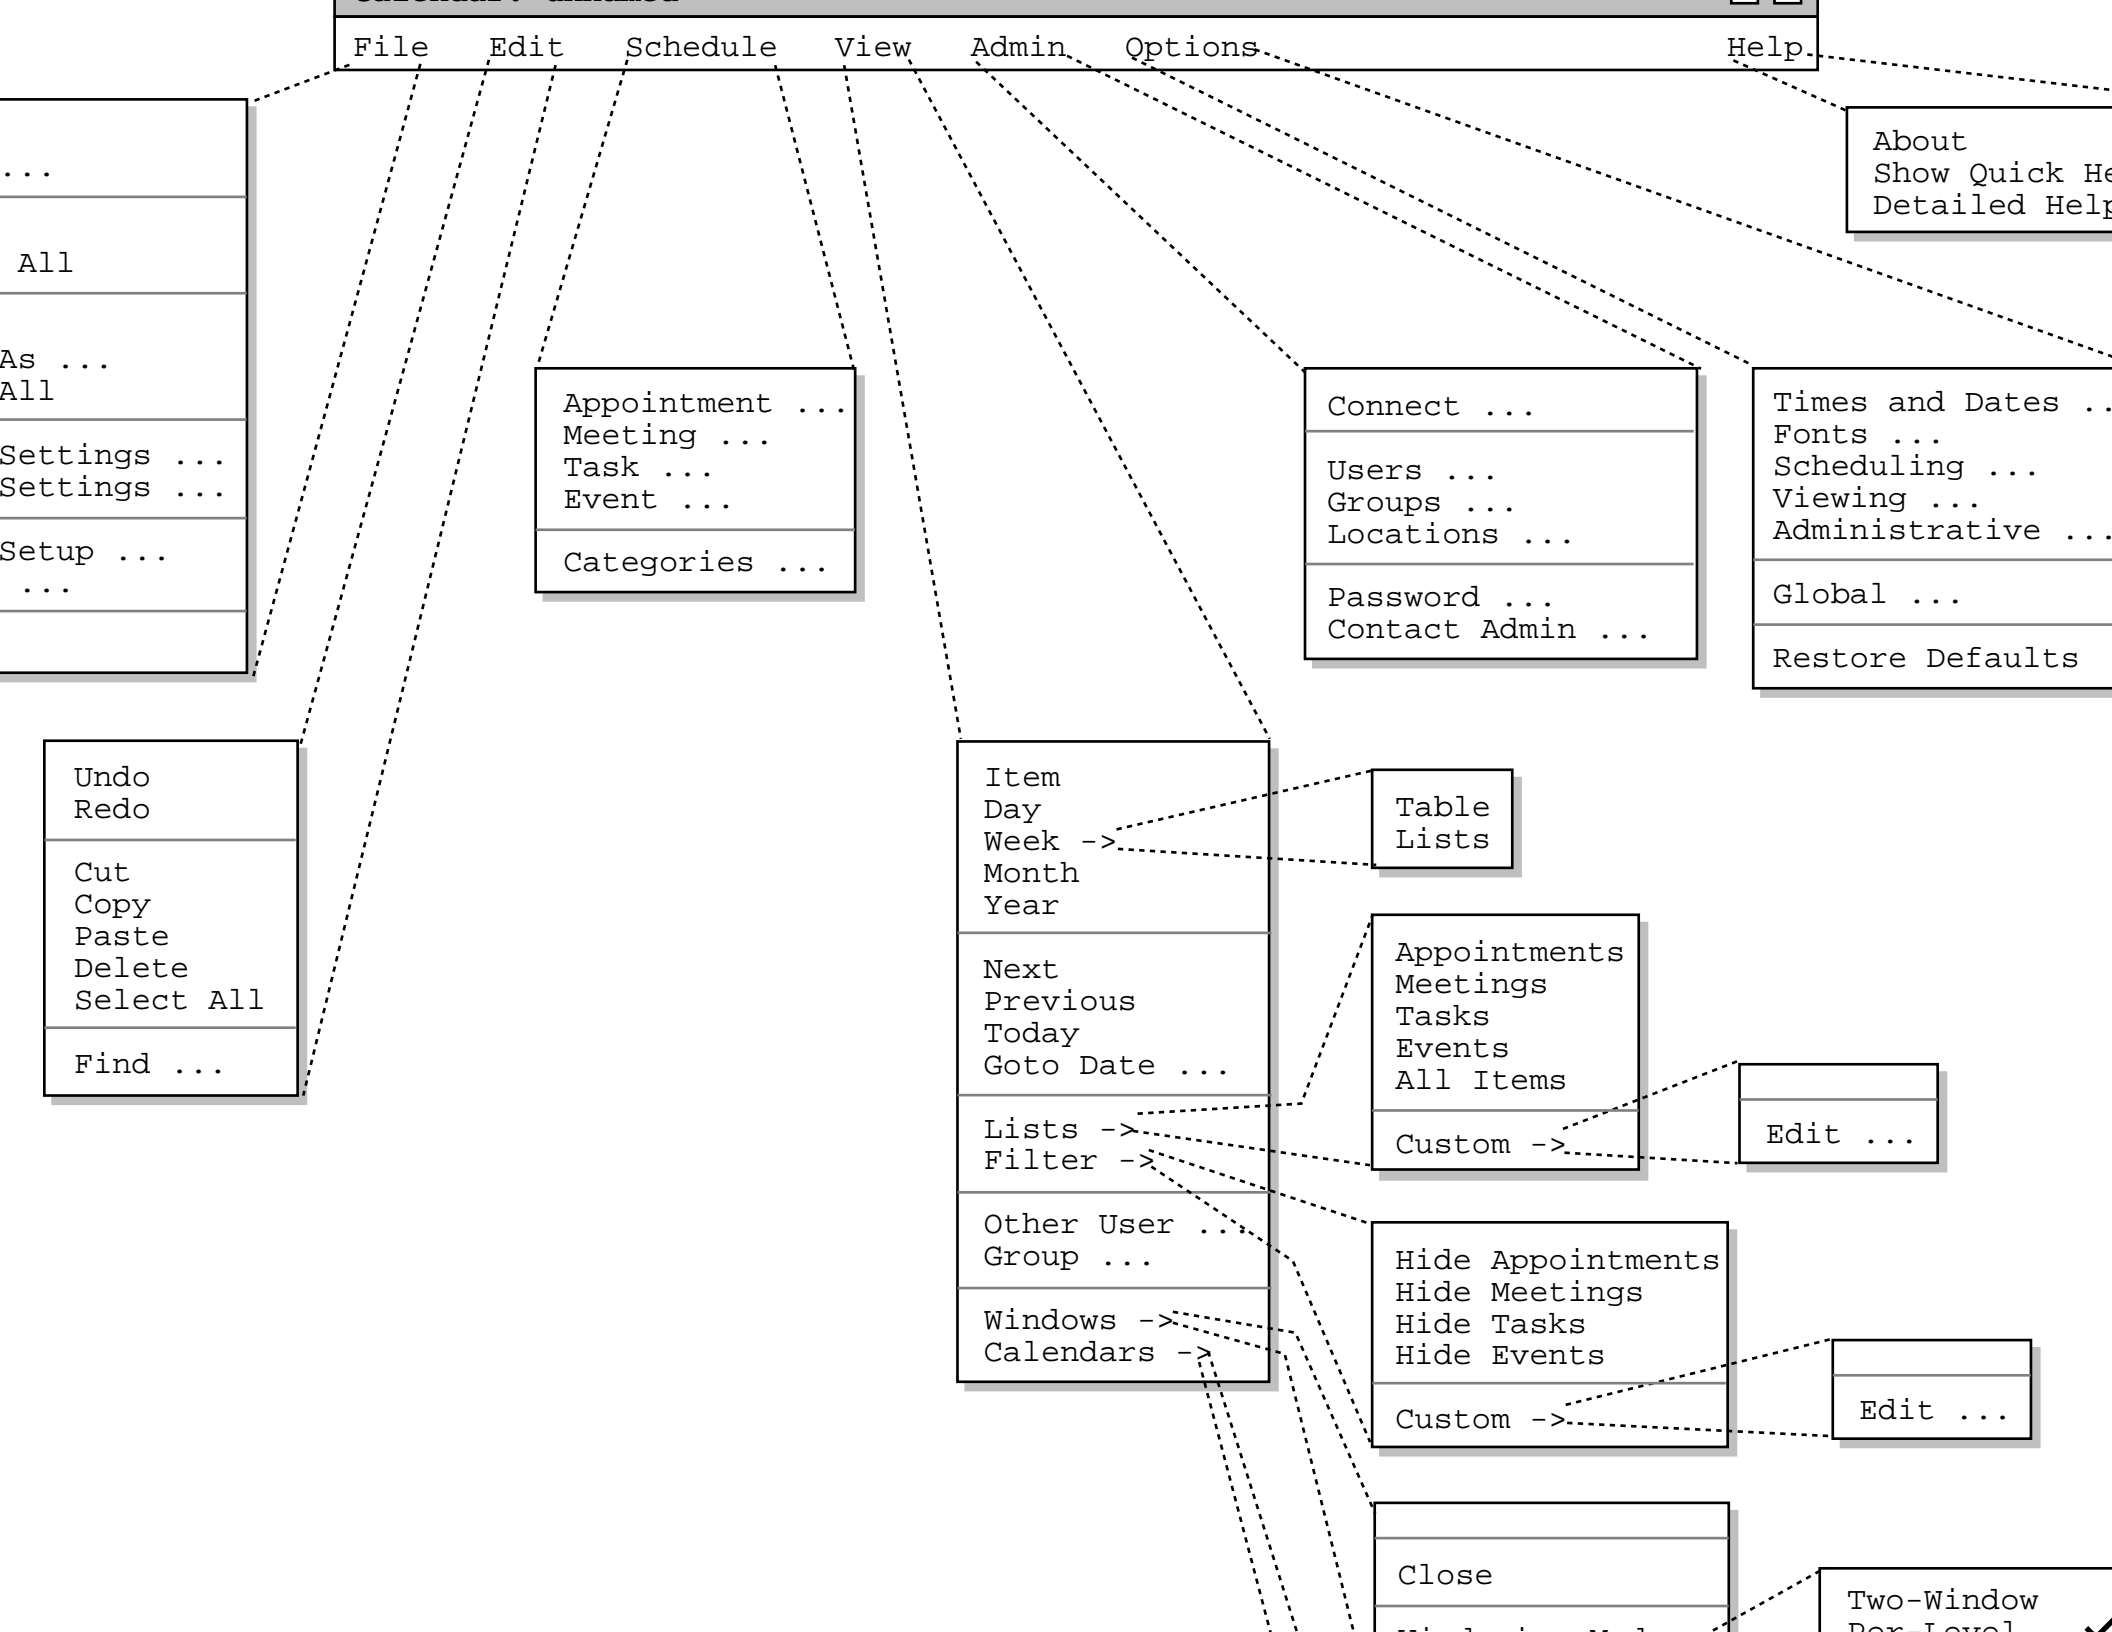 File Edit Schedule View Admin Options Help
About
Show Quick
Detailed Help
...
All
As ...
All
Settings ...
Settings ...
Setup ...
...
Appointment ...
Meeting ...
Task ...
Event ...
Categories ...
Connect ...
Users ...
Groups ...
Locations ...
Password ...
Contact Admin ...
Times and Dates ..
Fonts ...
Scheduling ...
Viewing ...
Administrative ...
Global ...
Restore Defaults
Undo
Redo
Cut
Copy
Paste
Delete
Select All
Find ...
Item
Day
Week ->
Month
Year
Next
Previous
Today
Goto Date ...
Lists ->
Filter ->
Other User ...
Group ...
Windows ->
Calendars ->
Table
Lists
Appointments
Meetings
Tasks
Events
All Items
Custom ->
Edit ...
Hide Appointments
Hide Meetings
Hide Tasks
Hide Events
Custom ->
Edit ...
Close
Two-Window